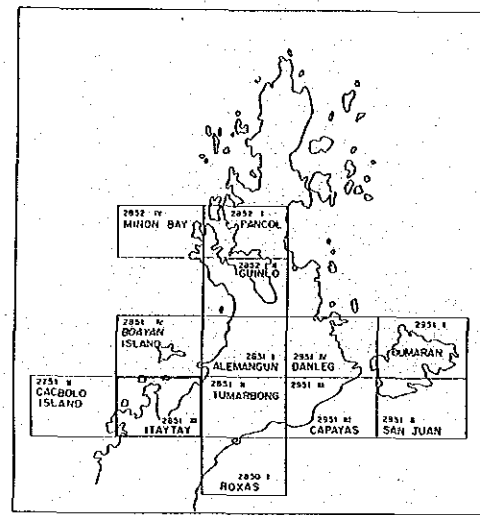 2852 IV
MINON BAY
2852 I
PANCOL
2852 II
GUINLO
2851 IV
BOAYAN
ISLAND
2851 I
ALEMANGUN
2951 IV
DANLEG
2951 I
DUMARAN
2751 II
CACBOLO
ISLAND
2851 III
ITAYTAY
2851 II
TUMARBONG
2951 III
2951 III
CAPAYAS
2951 II
SAN JUAN
2850 I
ROXAS